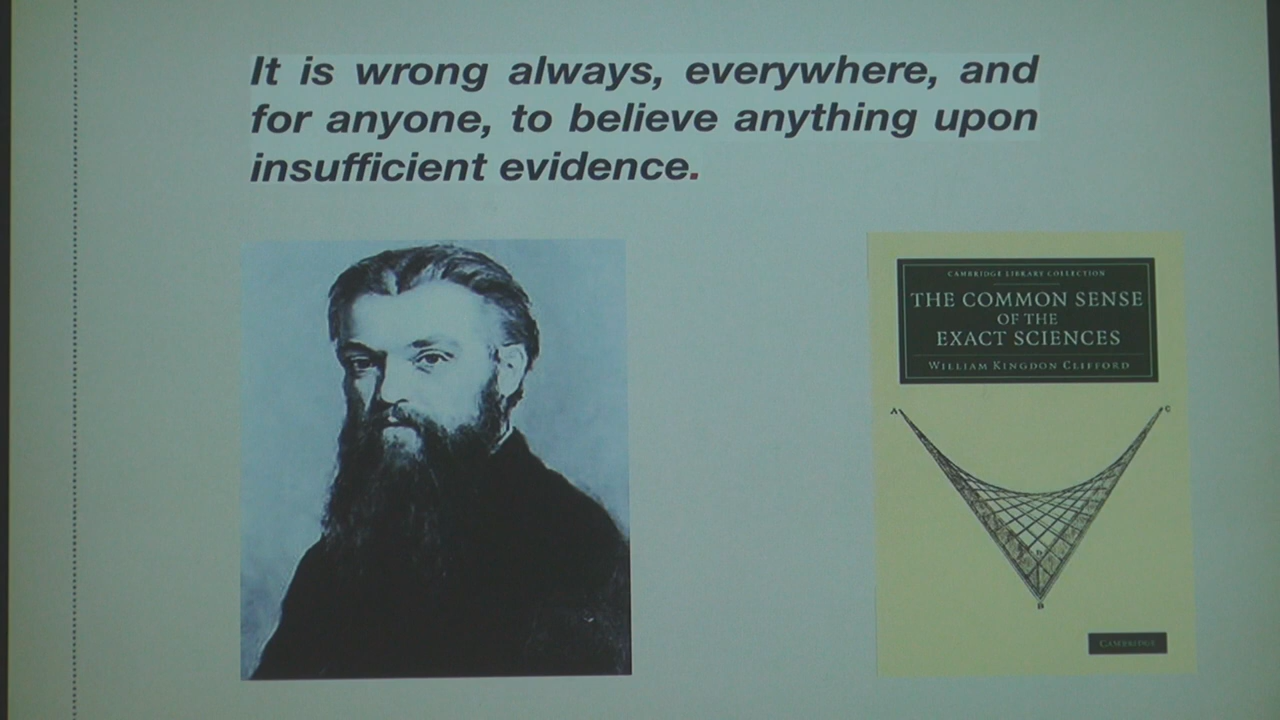 It is wrong always, everywhere, and
for anyone, to believe anything upon
insufficient evidence.
CAMBRIDGE LIBRARY COLLECTION
THE COMMON SENSE
OF THE
EXACT SCIENCES
WILLIAM KINGDON CLIFFORD
A
C
D
B
CAMBRIDGE